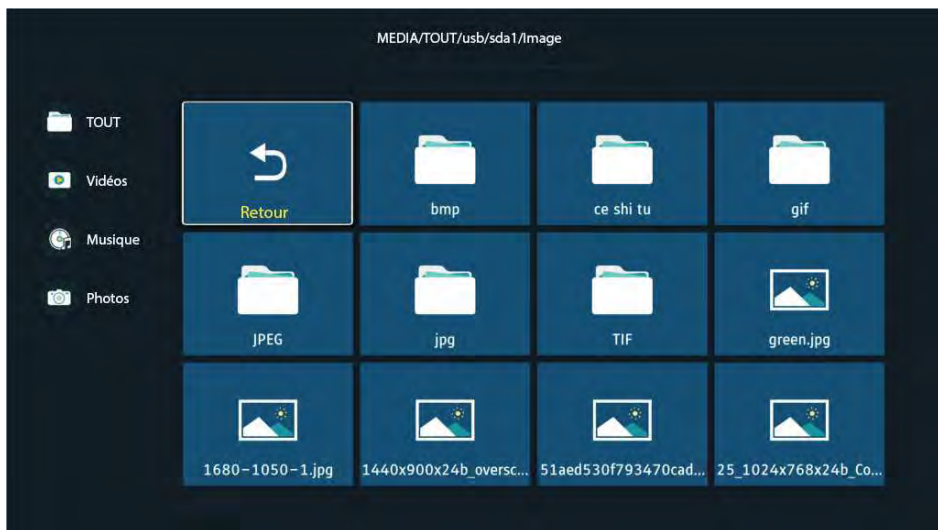 MEDIA/TOUT/usb/sda1/Image
TOUT
Vidéos
Musique
Photos
Retour
bmp
ce shi tu
gif
JPEG
jpg
TIF
green.jpg
1680-1050-1.jpg
1440x900x24b_oversc...
51aed530f793470cad...
25_1024x768x24b_Co...